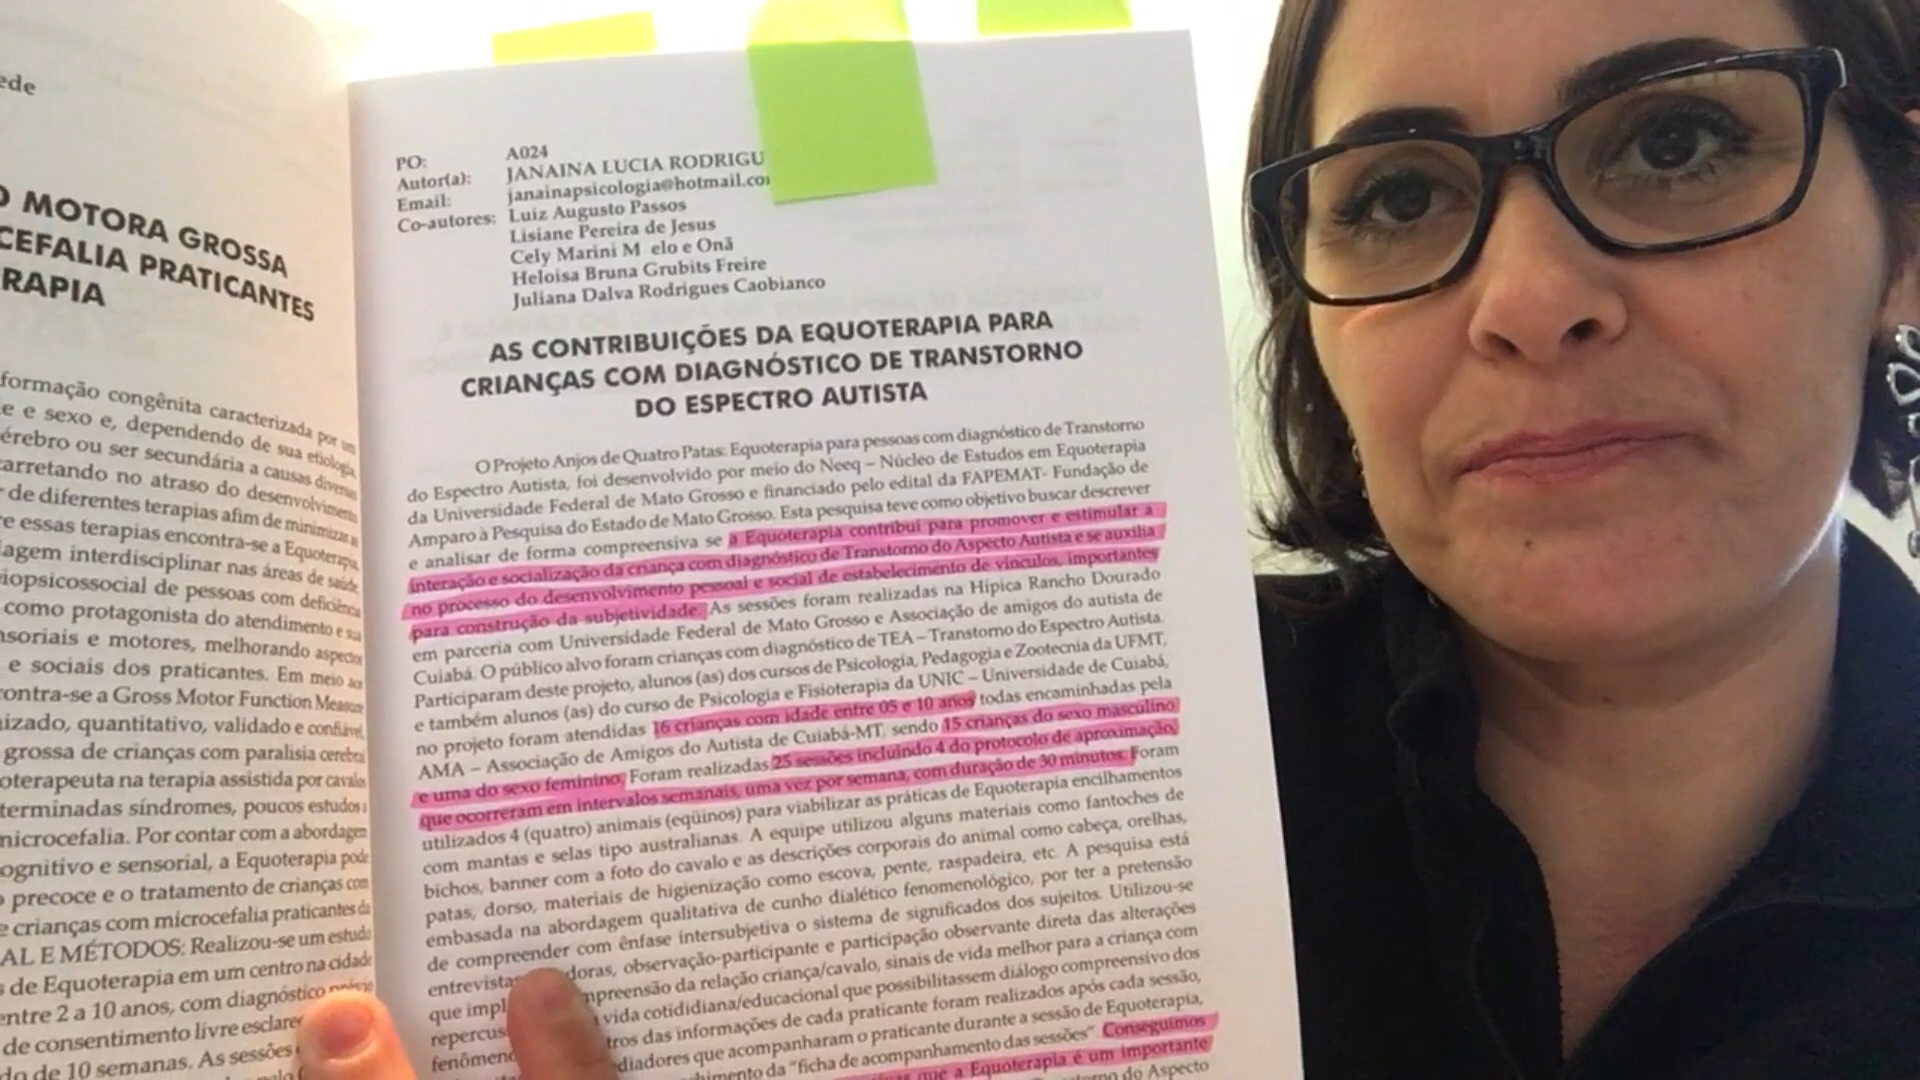 ede
O MOTORA GROSSA
CEFALIA PRATICANTES
RAPIA
formação congênita caracterizada por um
e e sexo e, dependendo de sua etiologia,
érebro ou ser secundária a causas diversas
carretando no atraso do desenvolvimento
de diferentes terapias afim de minimizar a
re essas terapias encontra-se a Equoterapia,
agem interdisciplinar nas áreas de saúde,
iopsicossocial de pessoas com deficiência
como protagonista do atendimento e sua
nsoriais e motores, melhorando aspectos
e sociais dos praticantes. Em meio aos
contra-se a Gross Motor Function Measure
nizado, quantitativo, validado e confiável,
grossa de crianças com paralisia cerebral
oterapeuta na terapia assistida por cavalos
terminadas síndromes, poucos estudos
microcefalia. Por contar com a abordagem
ognitivo e sensorial, a Equoterapia pode
precoce e o tratamento de crianças com
e crianças com microcefalia praticantes da
AL E MÉTODOS: Realizou-se um estudo
s de Equoterapia em um centro na cidade
entre 2 a 10 anos, com diagnóstico
de consentimento livre esclare
do de 10 semanas. As sessões
PO: A024
Autor(a): JANAINA LUCIA RODRIGU
Email: janainapsicologia@hotmail.co
Co-autores: Luiz Augusto Passos
Lisiane Pereira de Jesus
Cely Marini M elo e Onã
Heloisa Bruna Grubits Freire
Juliana Dalva Rodrigues Caobianco
AS CONTRIBUIÇÕES DA EQUOTERAPIA PARA
CRIANÇAS COM DIAGNÓSTICO DE TRANSTORNO
DO ESPECTRO AUTISTA
O Projeto Anjos de Quatro Patas: Equoterapia para pessoas com diagnóstico de Transtorno
do Espectro Autista, foi desenvolvido por meio do Neeq – Núcleo de Estudos em Equoterapia
da Universidade Federal de Mato Grosso e financiado pelo edital da FAPEMAT- Fundação de
Amparo à Pesquisa do Estado de Mato Grosso. Esta pesquisa teve como objetivo buscar descrever
e analisar de forma compreensiva se a Equoterapia contribui para promover e estimular a
interação e socialização da criança com diagnóstico de Transtorno do Aspecto Autista e se auxilia
no processo do desenvolvimento pessoal e social de estabelecimento de vínculos, importantes
para construção da subjetividade. As sessões foram realizadas na Hípica Rancho Dourado
em parceria com Universidade Federal de Mato Grosso e Associação de amigos do autista de
Cuiabá. O público alvo foram crianças com diagnóstico de TEA – Transtorno do Espectro Autista.
Participaram deste projeto, alunos (as) dos cursos de Psicologia, Pedagogia e Zootecnia da UFMT,
e também alunos (as) do curso de Psicologia e Fisioterapia da UNIC – Universidade de Cuiabá,
no projeto foram atendidas 16 crianças com idade entre 05 e 10 anos todas encaminhadas pela
AMA – Associação de Amigos do Autista de Cuiabá-MT, sendo 15 crianças do sexo masculino
e uma do sexo feminino. Foram realizadas 25 sessões incluindo 4 do protocolo de aproximação,
que ocorreram em intervalos semanais, uma vez por semana, com duração de 30 minutos. Foram
utilizados 4 (quatro) animais (eqüinos) para viabilizar as práticas de Equoterapia encilhamentos
com mantas e selas tipo australianas. A equipe utilizou alguns materiais como fantoches de
bichos, banner com a foto do cavalo e as descrições corporais do animal como cabeça, orelhas,
patas, dorso, materiais de higienização como escova, pente, raspadeira, etc. A pesquisa está
embasada na abordagem qualitativa de cunho dialético fenomenológico, por ter a pretensão
de compreender com ênfase intersubjetiva o sistema de significados dos sujeitos. Utilizou-se
entrevistas doras, observação-participante e participação observante direta das alterações
que impl mpreensão da relação criança/cavalo, sinais de vida melhor para a criança com
repercus vida cotididiana/educacional que possibilitassem diálogo compreensivo dos
fenômeno tros das informações de cada praticante foram realizados após cada sessão,
diadores que acompanharam o praticante durante a sessão de Equoterapia,
chimento da "ficha de acompanhamento das sessões". Conseguimos
que a Equoterapia é um importante
torno do Aspecto